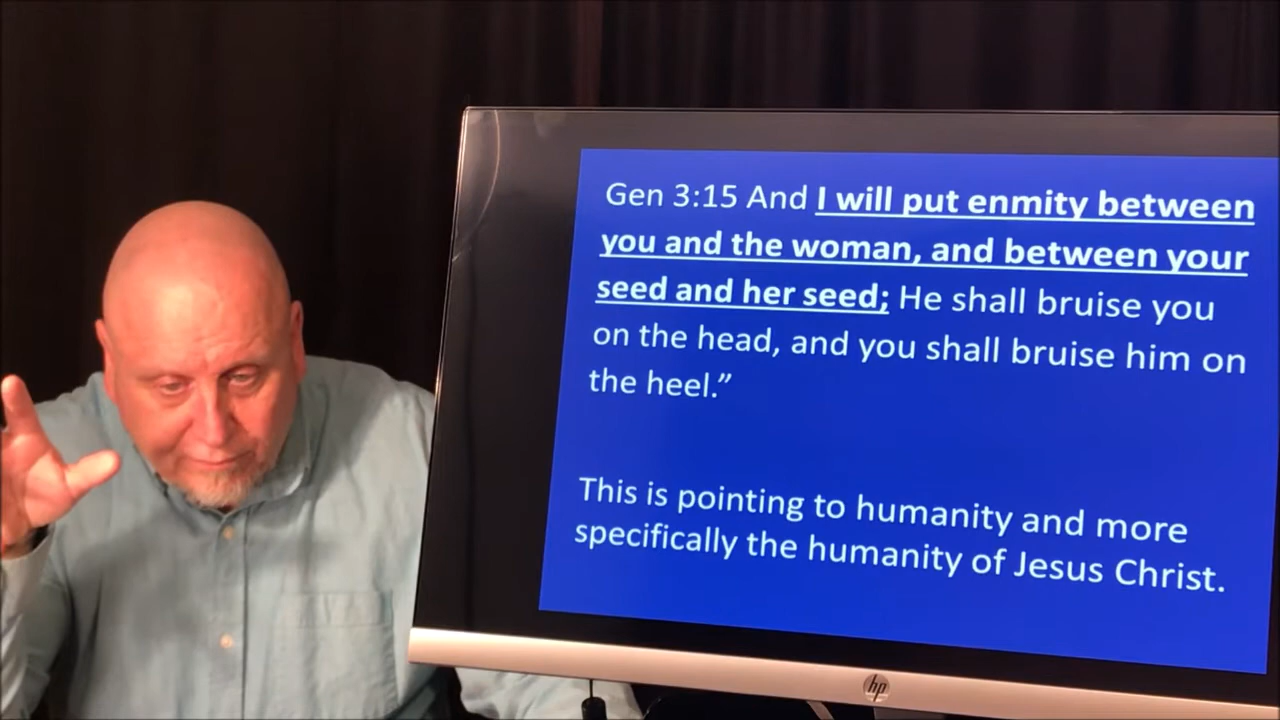 Gen 3:15 And I will put enmity between
you and the woman, and between your
seed and her seed; He shall bruise you
on the head, and you shall bruise him on
the heel.”
This is pointing to humanity and more
specifically the humanity of Jesus Christ.
hp